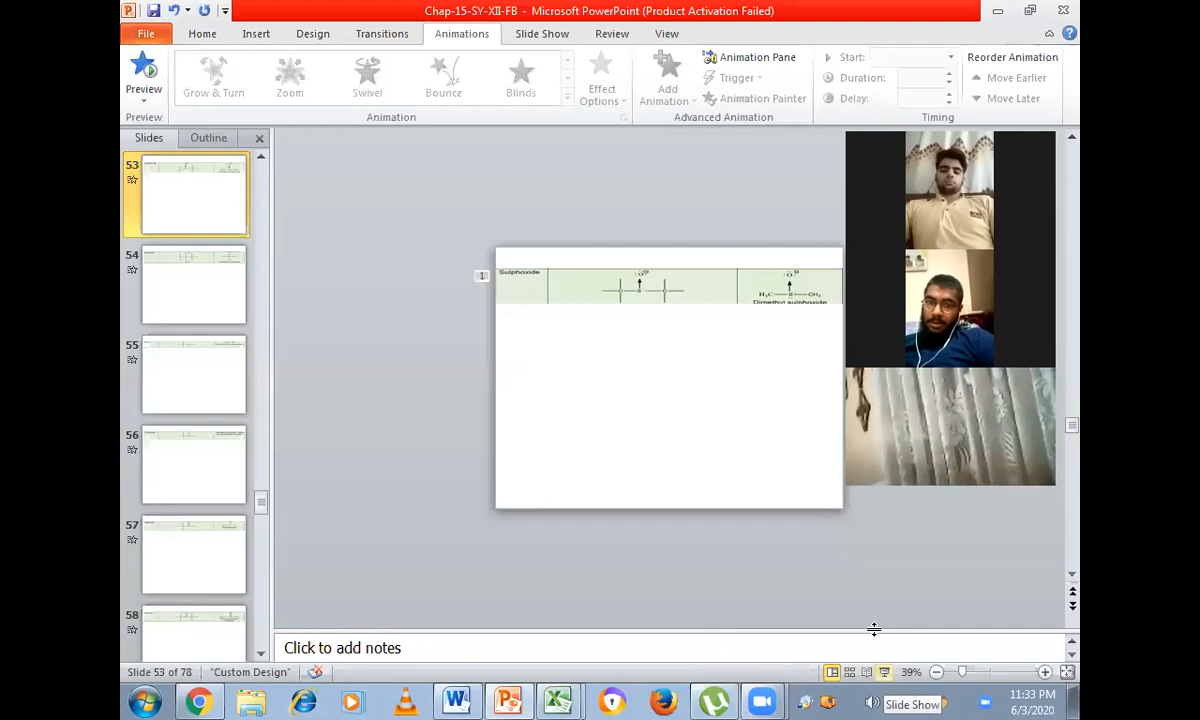 Chap-15-SY-XII-FB - Microsoft PowerPoint (Product Activation Failed)
File Home Insert Design Transitions Animations Slide Show Review View
Preview
Grow & Turn Zoom Swivel Bounce Blinds
Effect Options
Add Animation
Animation Pane
Trigger
Animation Painter
Start:
Duration:
Delay:
Reorder Animation
Move Earlier
Move Later
Preview Animation Advanced Animation Timing
Slides Outline
53
54
55
56
57
58
1
Sulphoxide
H₃C S CH₃
Dimethyl sulphoxide
Click to add notes
Slide 53 of 78 "Custom Design" 39%
Slide Show
11:33 PM
6/3/2020